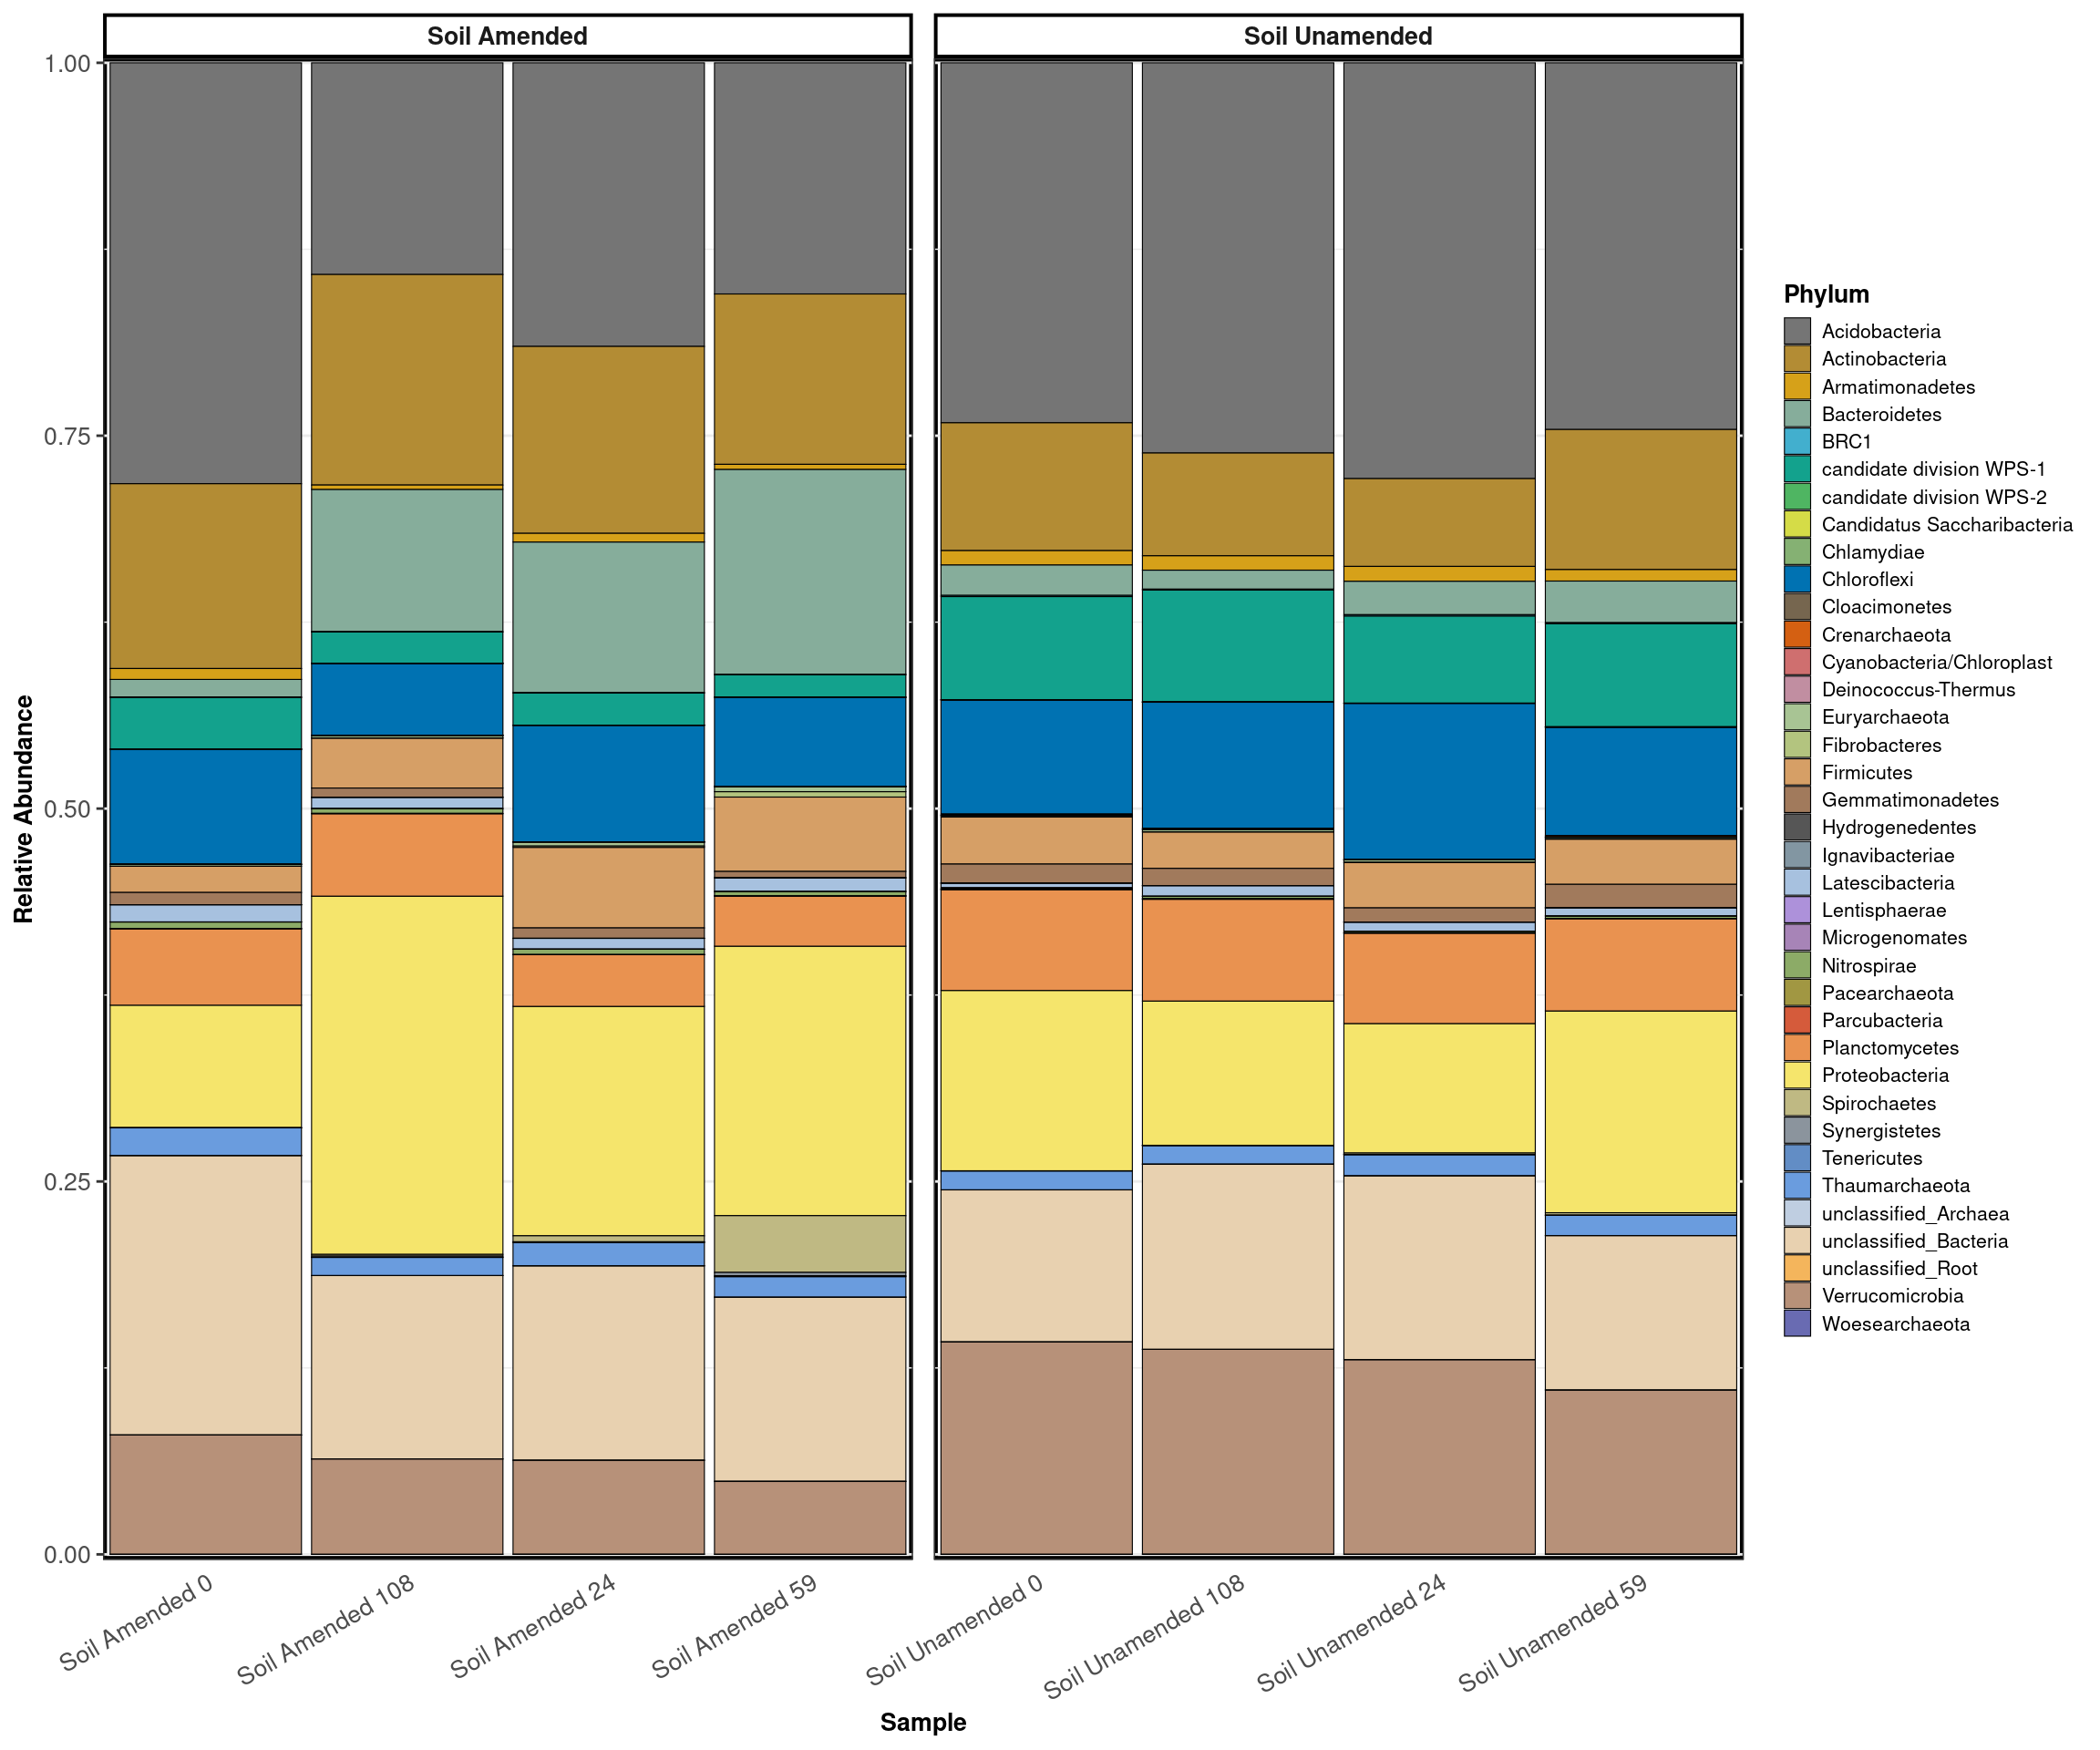 Soil Amended
Soil Unamended
1.00
0.75
0.50
0.25
0.00
Relative Abundance
Soil Amended 0
Soil Amended 108
Soil Amended 24
Soil Amended 59
Soil Unamended 0
Soil Unamended 108
Soil Unamended 24
Soil Unamended 59
Sample
Phylum
Acidobacteria
Actinobacteria
Armatimonadetes
Bacteroidetes
BRC1
candidate division WPS-1
candidate division WPS-2
Candidatus Saccharibacteria
Chlamydiae
Chloroflexi
Cloacimonetes
Crenarchaeota
Cyanobacteria/Chloroplast
Deinococcus-Thermus
Euryarchaeota
Fibrobacteres
Firmicutes
Gemmatimonadetes
Hydrogenedentes
Ignavibacteriae
Latescibacteria
Lentisphaerae
Microgenomates
Nitrospirae
Pacearchaeota
Parcubacteria
Planctomycetes
Proteobacteria
Spirochaetes
Synergistetes
Tenericutes
Thaumarchaeota
unclassified_Archaea
unclassified_Bacteria
unclassified_Root
Verrucomicrobia
Woesearchaeota